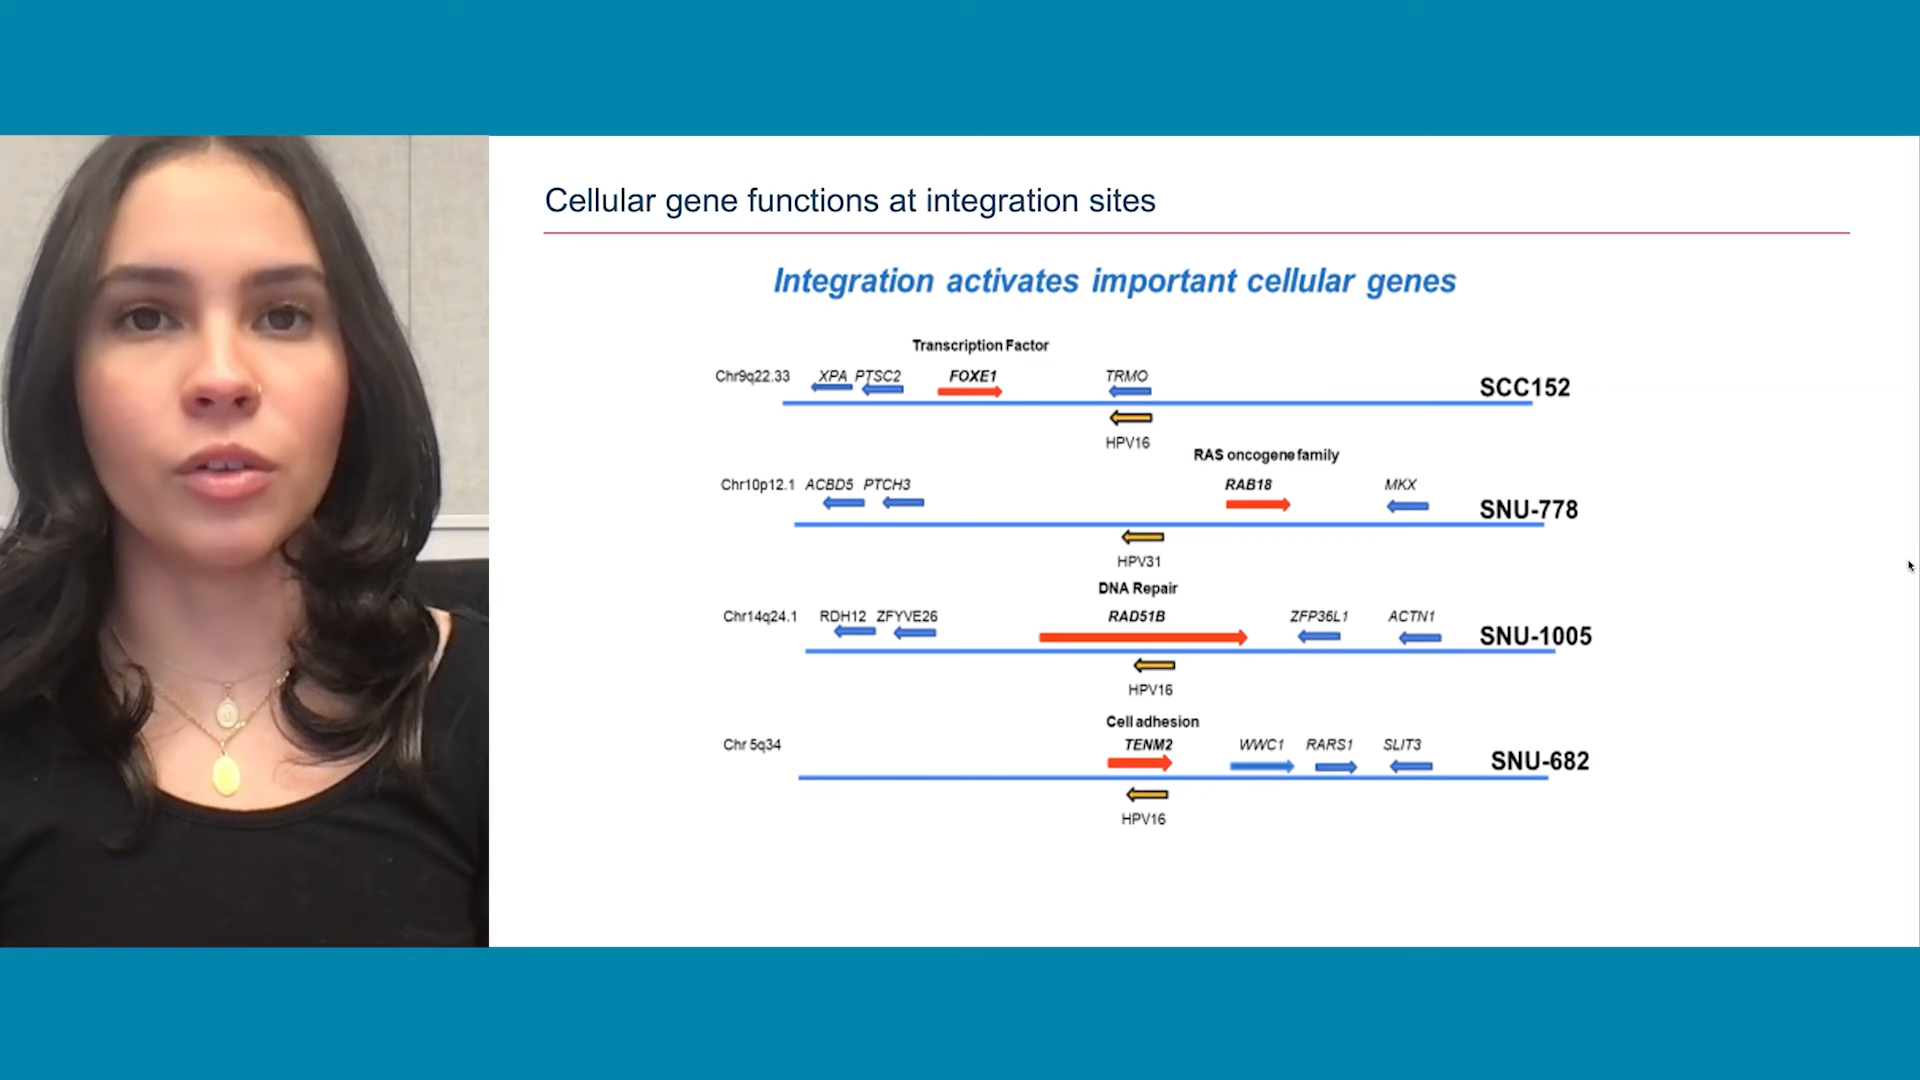 Cellular gene functions at integration sites
Integration activates important cellular genes
Transcription Factor
Chr9q22.33 XPA PTSC2 FOXE1 TRMO SCC152
HPV16
RAS oncogene family
Chr10p12.1 ACBD5 PTCH3 RAB18 MKX SNU-778
HPV31
DNA Repair
Chr14q24.1 RDH12 ZFYVE26 RAD51B ZFP36L1 ACTN1 SNU-1005
HPV16
Cell adhesion
Chr 5q34 TENM2 WWC1 RARS1 SLIT3 SNU-682
HPV16